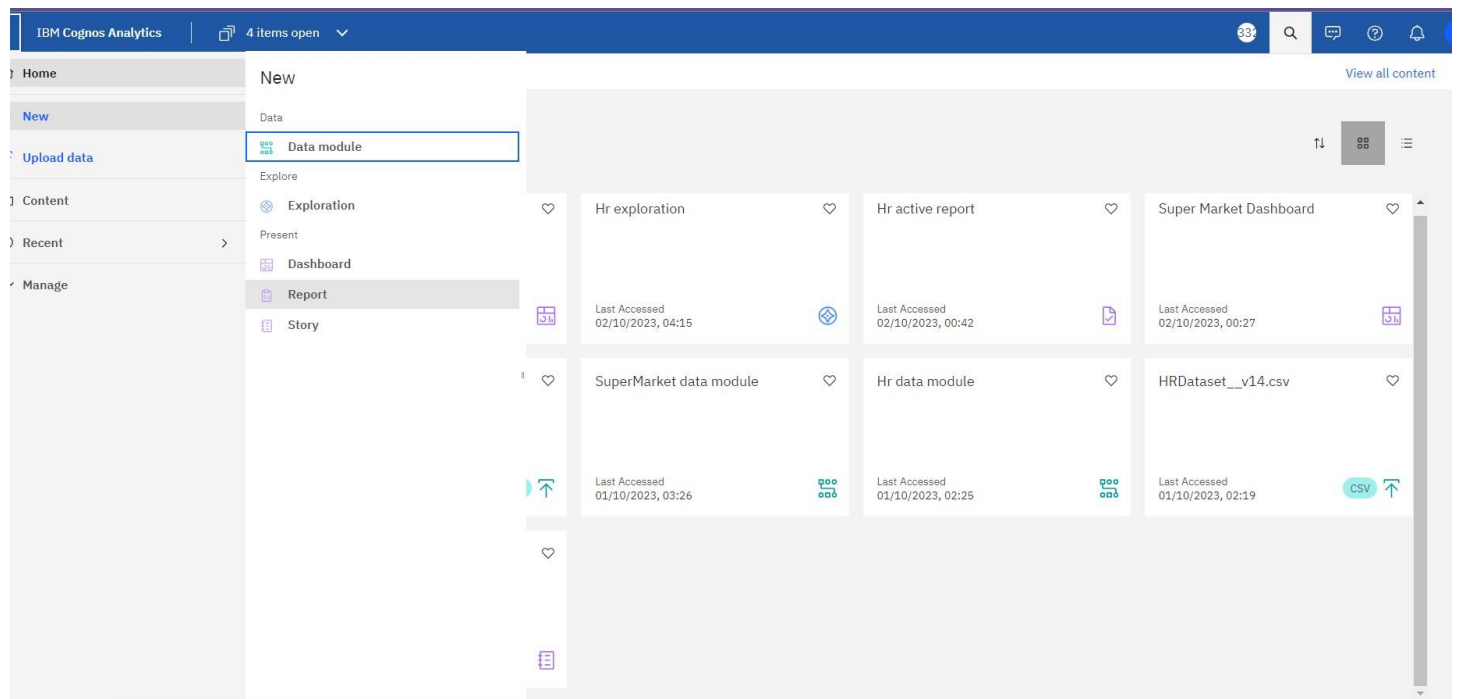 IBM Cognos Analytics
4 items open
Home
View all content
New
Upload data
Content
Recent
Manage
New
Data
Data module
Explore
Exploration
Present
Dashboard
Report
Story
Hr exploration
Last Accessed
02/10/2023, 04:15
Hr active report
Last Accessed
02/10/2023, 00:42
Super Market Dashboard
Last Accessed
02/10/2023, 00:27
SuperMarket data module
Last Accessed
01/10/2023, 03:26
Hr data module
Last Accessed
01/10/2023, 02:25
HRDataset__v14.csv
Last Accessed
01/10/2023, 02:19
CSV